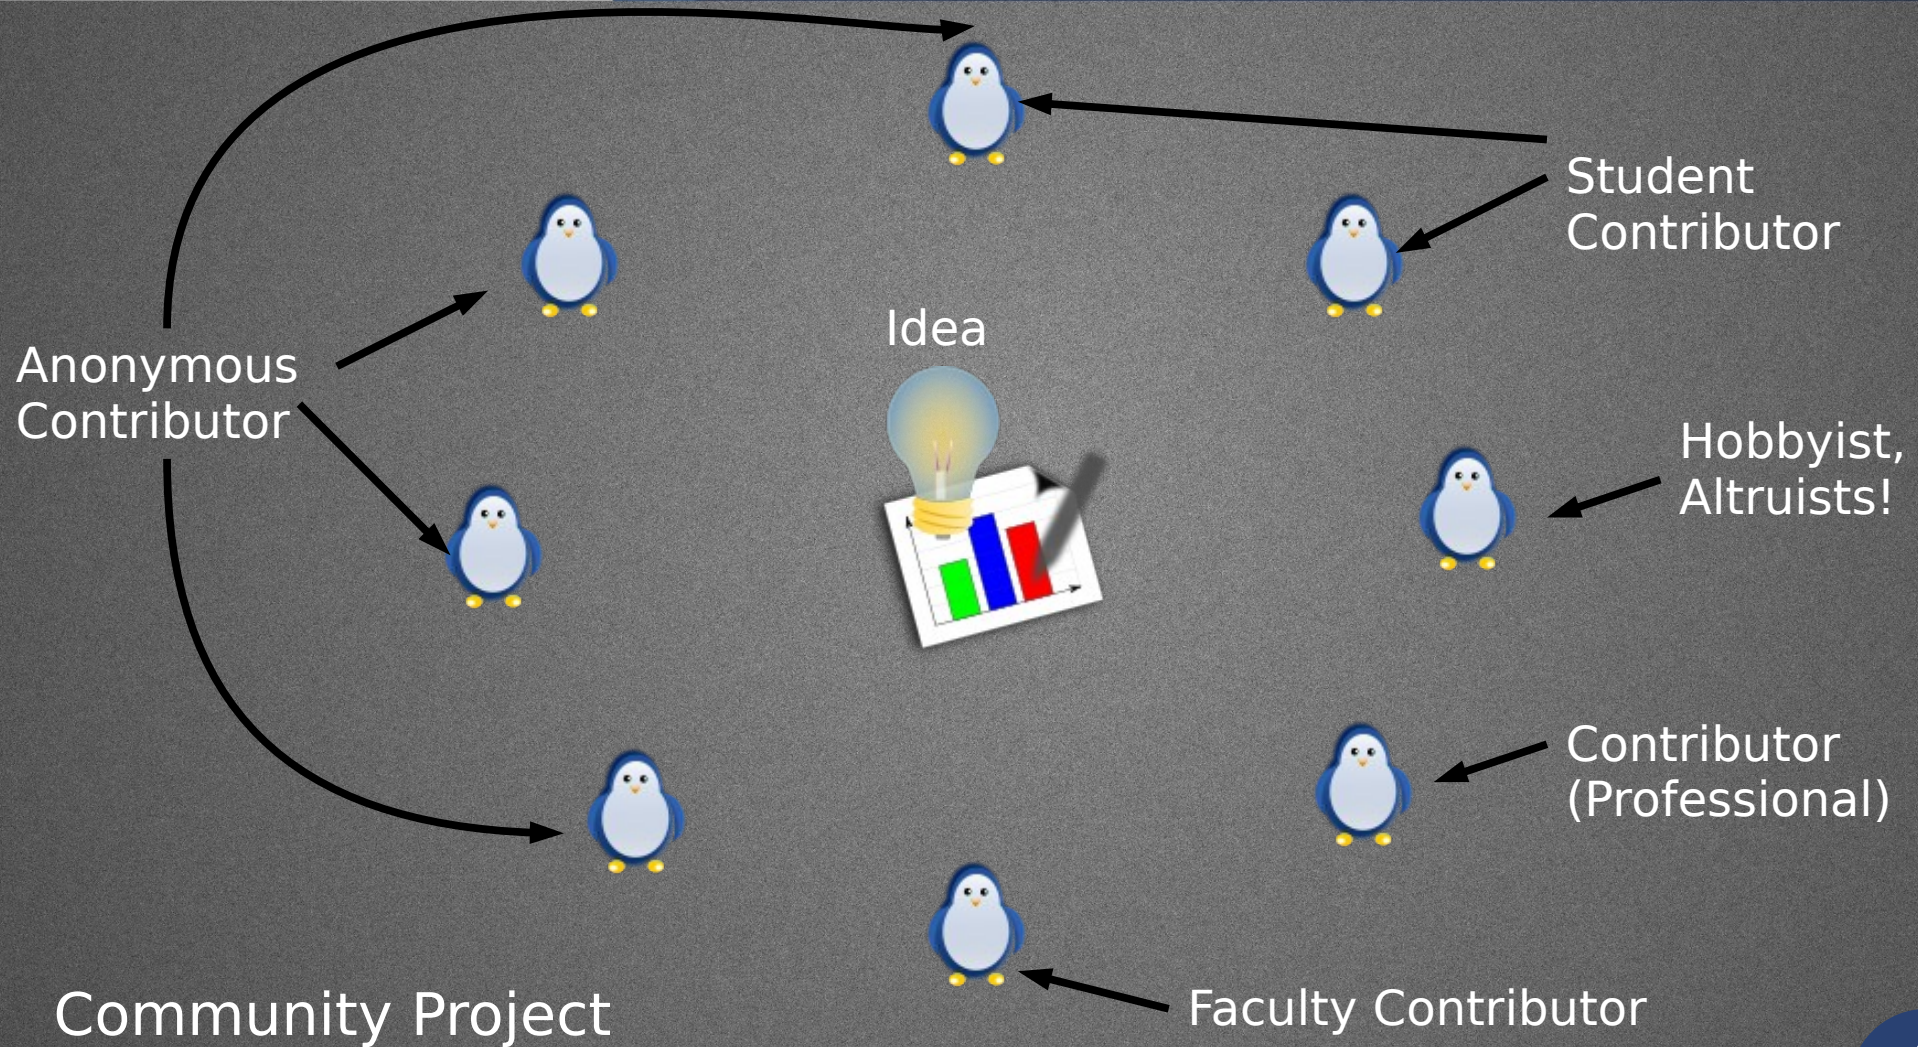 Student
Contributor
Idea
Anonymous
Contributor
Hobbyist,
Altruists!
Contributor
(Professional)
Faculty Contributor
Community Project